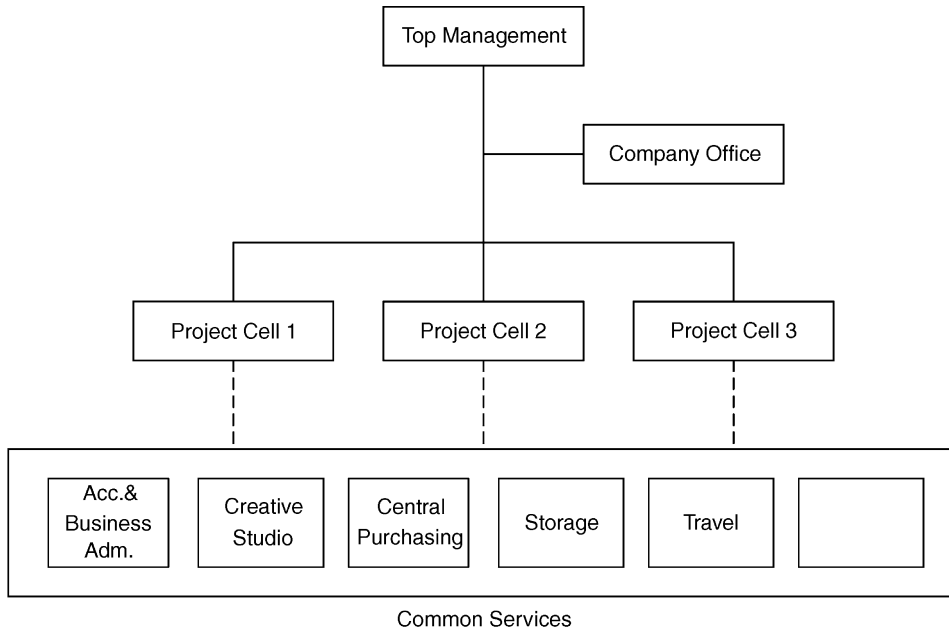 Top Management
Company Office
Project Cell 1
Project Cell 2
Project Cell 3
Acc.&
Business
Adm.
Creative
Studio
Central
Purchasing
Storage
Travel
Common Services